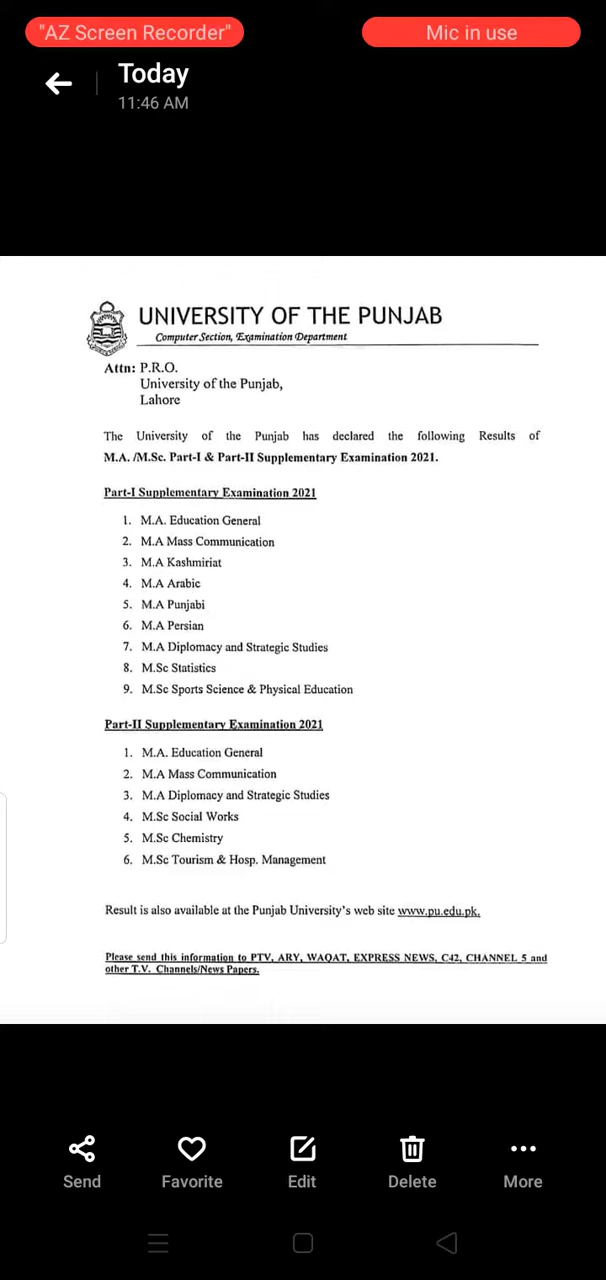 "AZ Screen Recorder"
Mic in use
Today
11:46 AM
UNIVERSITY OF THE PUNJAB
Computer Section, Examination Department
Attn: P.R.O.
University of the Punjab,
Lahore
The University of the Punjab has declared the following Results of
M.A. /M.Sc. Part-I & Part-II Supplementary Examination 2021.
Part-I Supplementary Examination 2021
1. M.A. Education General
2. M.A Mass Communication
3. M.A Kashmiriat
4. M.A Arabic
5. M.A Punjabi
6. M.A Persian
7. M.A Diplomacy and Strategic Studies
8. M.Sc Statistics
9. M.Sc Sports Science & Physical Education
Part-II Supplementary Examination 2021
1. M.A. Education General
2. M.A Mass Communication
3. M.A Diplomacy and Strategic Studies
4. M.Sc Social Works
5. M.Sc Chemistry
6. M.Sc Tourism & Hosp. Management
Result is also available at the Punjab University's web site www.pu.edu.pk.
Please send this information to PTV, ARY, WAQAT, EXPRESS NEWS, C42, CHANNEL 5 and
other T.V. Channels/News Papers.
Send
Favorite
Edit
Delete
More